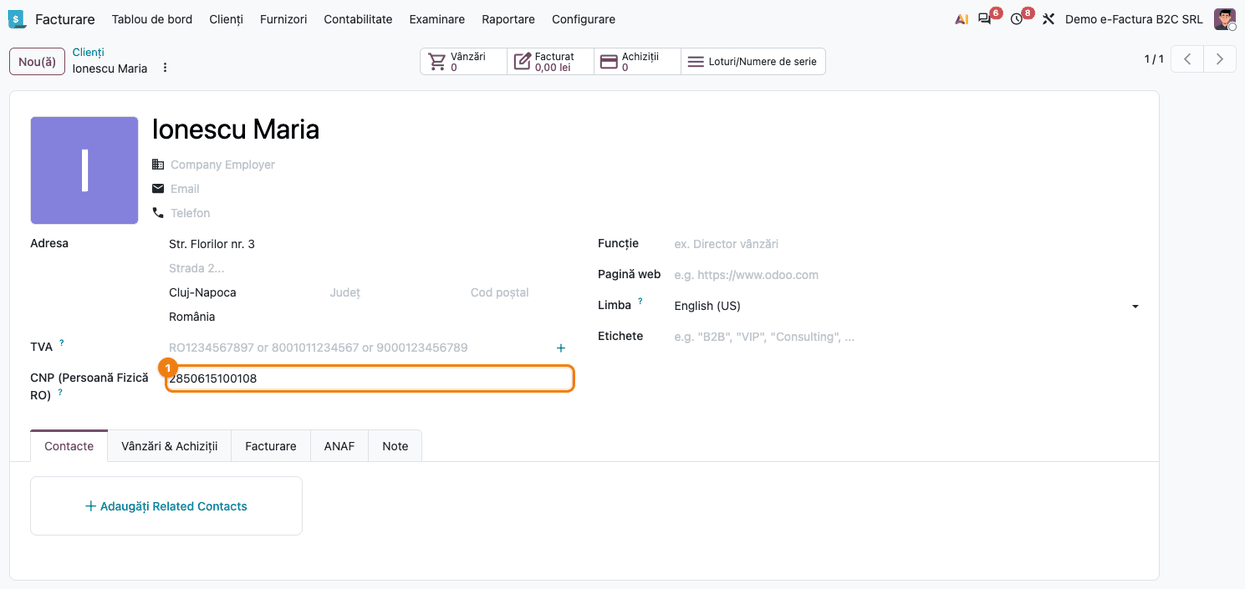 $ Facturare Tablou de bord Clienți Furnizori Contabilitate Examinare Raportare Configurare AI 6 8 Demo e-Factura B2C SRL
Nou(ă) Clienți
Ionescu Maria
Vânzări
0
Facturat
0,00 lei
Achiziții
0
Loturi/Numere de serie
1 / 1
I
Ionescu Maria
Company Employer
Email
Telefon
Adresa Str. Florilor nr. 3
Strada 2...
Cluj-Napoca Județ Cod poștal
România
TVA ? RO1234567897 or 8001011234567 or 9000123456789 +
1
CNP (Persoană Fizică RO) ? 2850615100108
Funcție ex. Director vânzări
Pagină web e.g. https://www.odoo.com
Limba ? English (US)
Etichete e.g. "B2B", "VIP", "Consulting", ...
Contacte Vânzări & Achiziții Facturare ANAF Note
+ Adaugăți Related Contacts